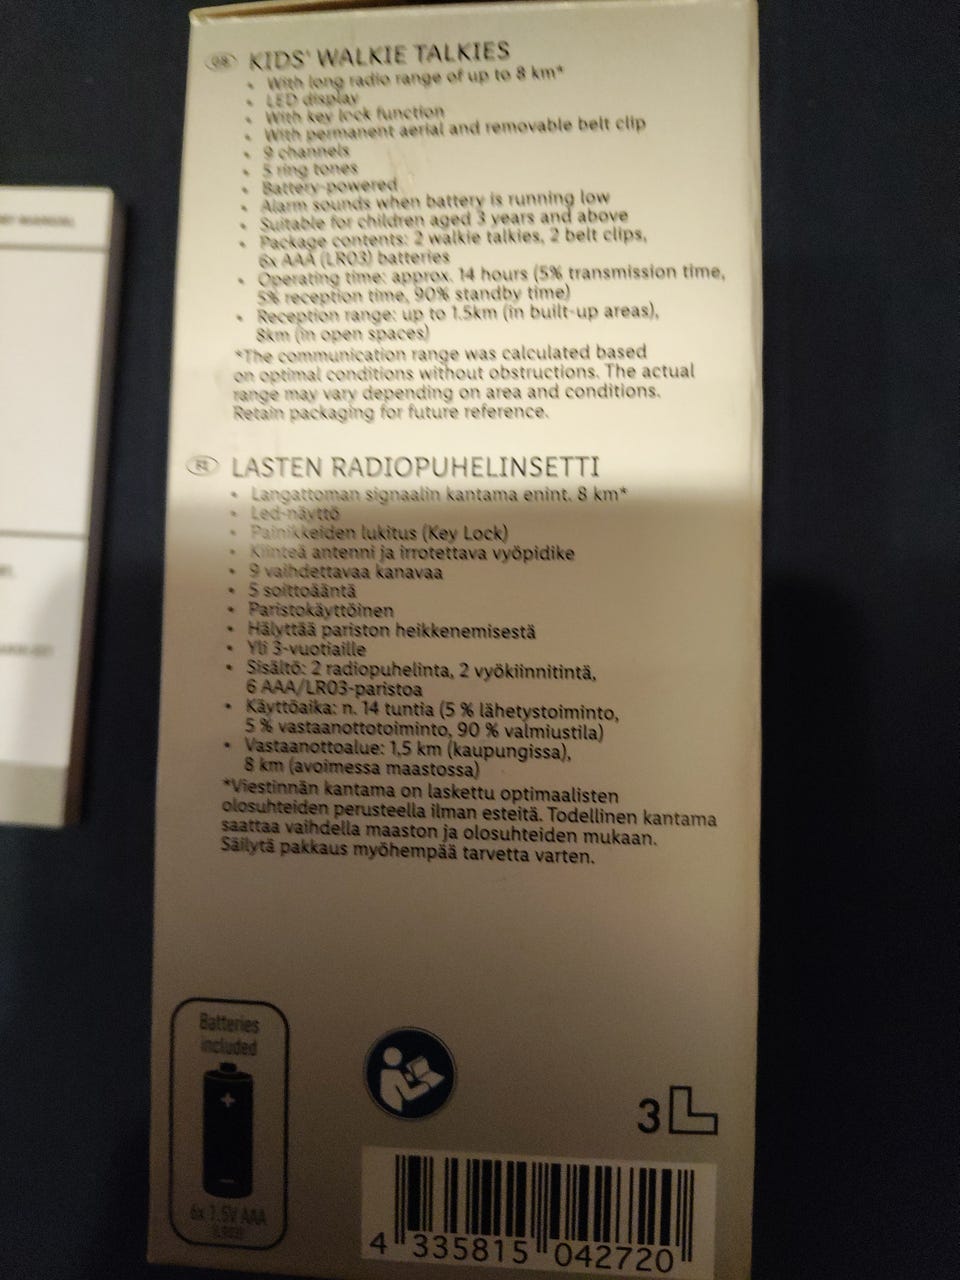 GB KIDS' WALKIE TALKIES
• With long radio range of up to 8 km*
• LED display
• With key lock function
• With permanent aerial and removable belt clip
• 9 channels
• 5 ring tones
• Battery-powered
• Alarm sounds when battery is running low
• Suitable for children aged 3 years and above
• Package contents: 2 walkie talkies, 2 belt clips,
6x AAA (LR03) batteries
• Operating time: approx. 14 hours (5% transmission time,
5% reception time, 90% standby time)
• Reception range: up to 1.5km (in built-up areas),
8km (in open spaces)
*The communication range was calculated based
on optimal conditions without obstructions. The actual
range may vary depending on area and conditions.
Retain packaging for future reference.
FI LASTEN RADIOPUHELINSETTI
• Langattoman signaalin kantama enint. 8 km*
• Led-näyttö
• Painikkeiden lukitus (Key Lock)
• Kiinteä antenni ja irrotettava vyöpidike
• 9 vaihdettavaa kanavaa
• 5 soittoääntä
• Paristokäyttöinen
• Hälyttää pariston heikkenemisestä
• Yli 3-vuotiaille
• Sisältö: 2 radiopuhelinta, 2 vyökiinnitintä,
6 AAA/LR03-paristoa
• Käyttöaika: n. 14 tuntia (5 % lähetystoiminto,
5 % vastaanottotoiminto, 90 % valmiustila)
• Vastaanottoalue: 1,5 km (kaupungissa),
8 km (avoimessa maastossa)
*Viestinnän kantama on laskettu optimaalisten
olosuhteiden perusteella ilman esteitä. Todellinen kantama
saattaa vaihdella maaston ja olosuhteiden mukaan.
Säilytä pakkaus myöhempää tarvetta varten.
Batteries
included
+
-
6x 1.5V AAA
(LR03)
3L
4 335815 042720